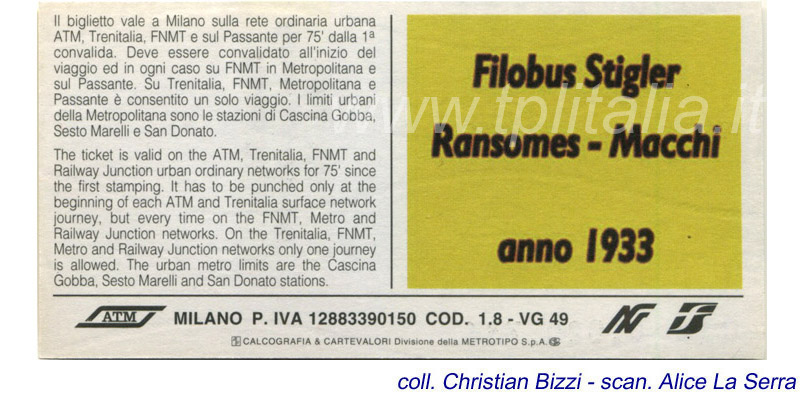 Il biglietto vale a Milano sulla rete ordinaria urbana
ATM, Trenitalia, FNMT e sul Passante per 75' dalla 1ª
convalida. Deve essere convalidato all'inizio del
viaggio ed in ogni caso su FNMT in Metropolitana e
sul Passante. Su Trenitalia, FNMT, Metropolitana e
Passante è consentito un solo viaggio. I limiti urbani
della Metropolitana sono le stazioni di Cascina Gobba,
Sesto Marelli e San Donato.
The ticket is valid on the ATM, Trenitalia, FNMT and
Railway Junction urban ordinary networks for 75' since
the first stamping. It has to be punched only at the
beginning of each ATM and Trenitalia surface network
journey, but every time on the FNMT, Metro and
Railway Junction networks. On the Trenitalia, FNMT,
Metro and Railway Junction networks only one journey
is allowed. The urban metro limits are the Cascina
Gobba, Sesto Marelli and San Donato stations.
Filobus Stigler
www.tplitalia.it
Ransomes - Macchi
anno 1933
ATM MILANO P. IVA 12883390150 COD. 1.8 - VG 49
CALCOGRAFIA & CARTEVALORI Divisione della METROTIPO S.p.A.
coll. Christian Bizzi - scan. Alice La Serra